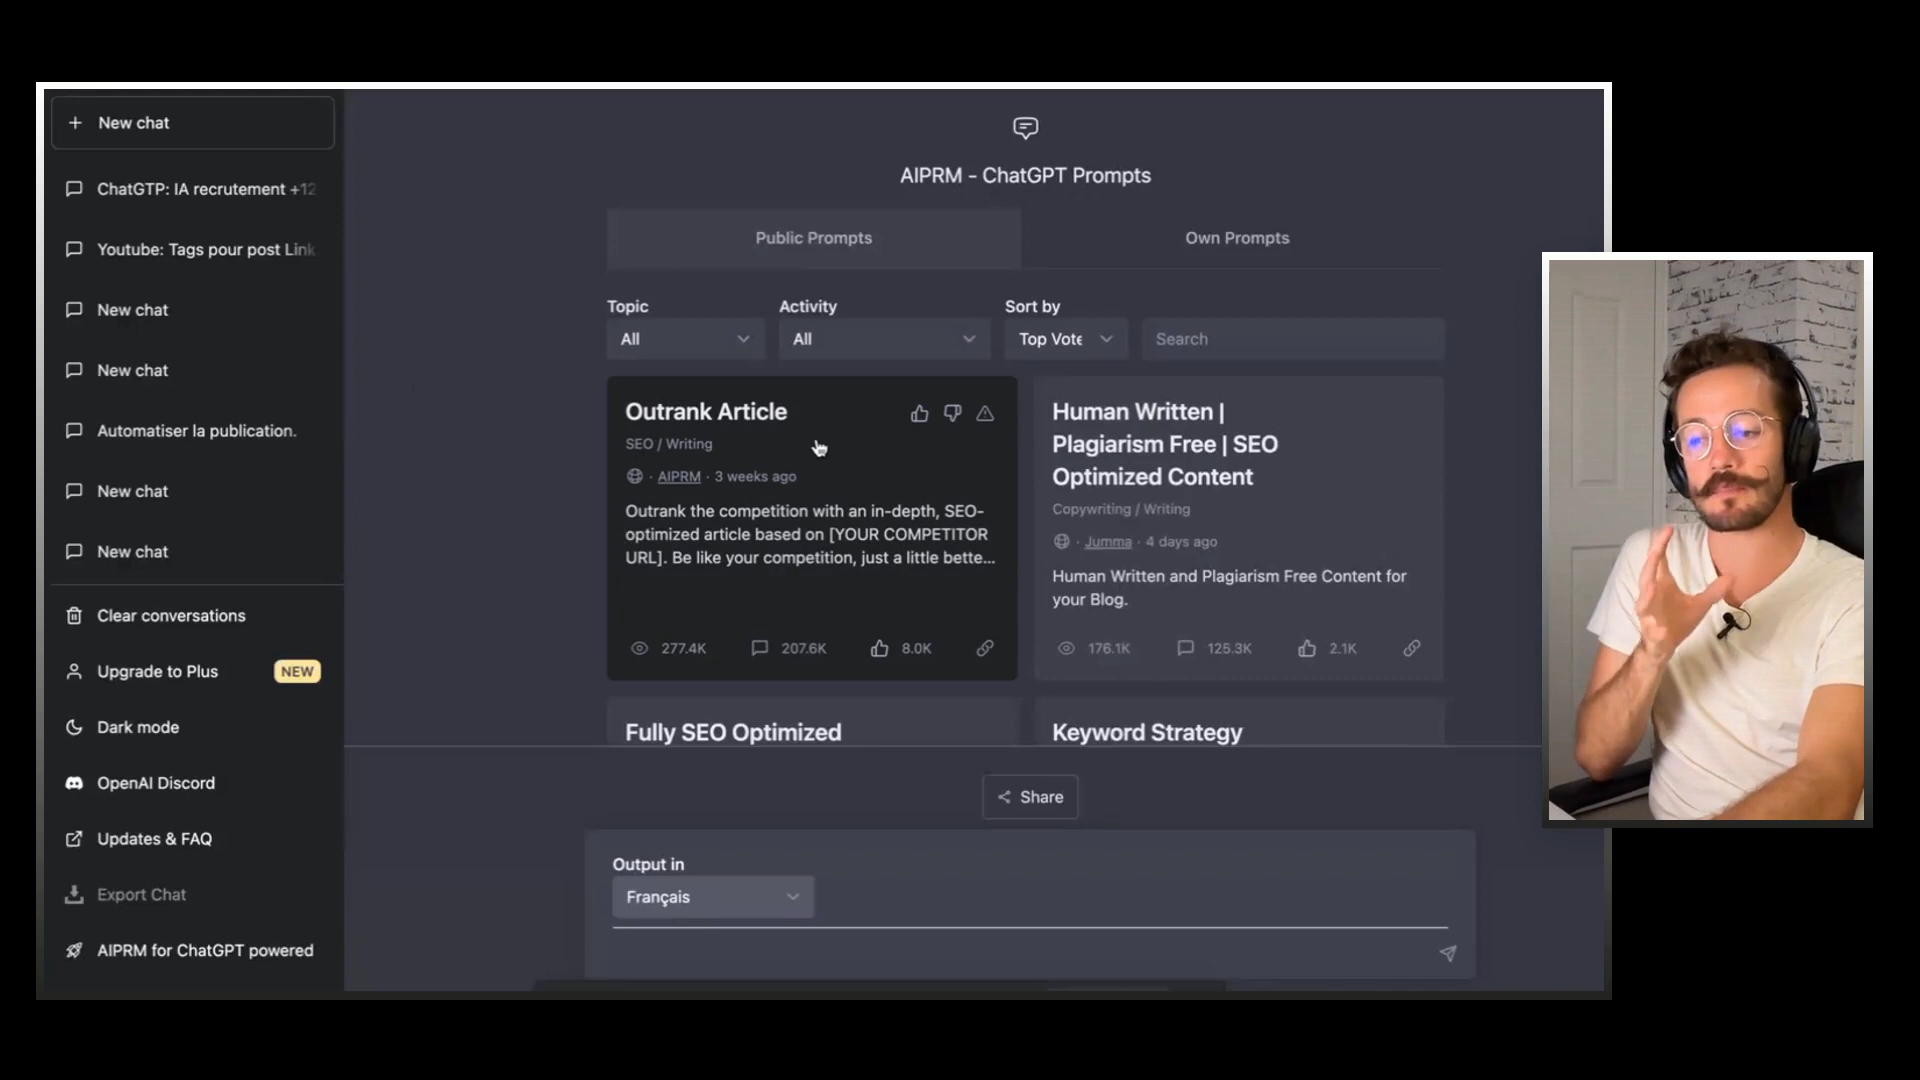 New chat
ChatGTP: IA recrutement +12
Youtube: Tags pour post Link
New chat
New chat
Automatiser la publication.
New chat
New chat
Clear conversations
Upgrade to Plus NEW
Dark mode
OpenAI Discord
Updates & FAQ
Export Chat
AIPRM for ChatGPT powered
AIPRM - ChatGPT Prompts
Public Prompts Own Prompts
Topic Activity Sort by
All All Top Vote Search
Outrank Article
SEO / Writing
· AIPRM · 3 weeks ago
Outrank the competition with an in-depth, SEO-
optimized article based on [YOUR COMPETITOR
URL]. Be like your competition, just a little bette...
277.4K 207.6K 8.0K
Human Written |
Plagiarism Free | SEO
Optimized Content
Copywriting / Writing
· Jumma · 4 days ago
Human Written and Plagiarism Free Content for
your Blog.
176.1K 125.3K 2.1K
Fully SEO Optimized
Keyword Strategy
Share
Output in
Français